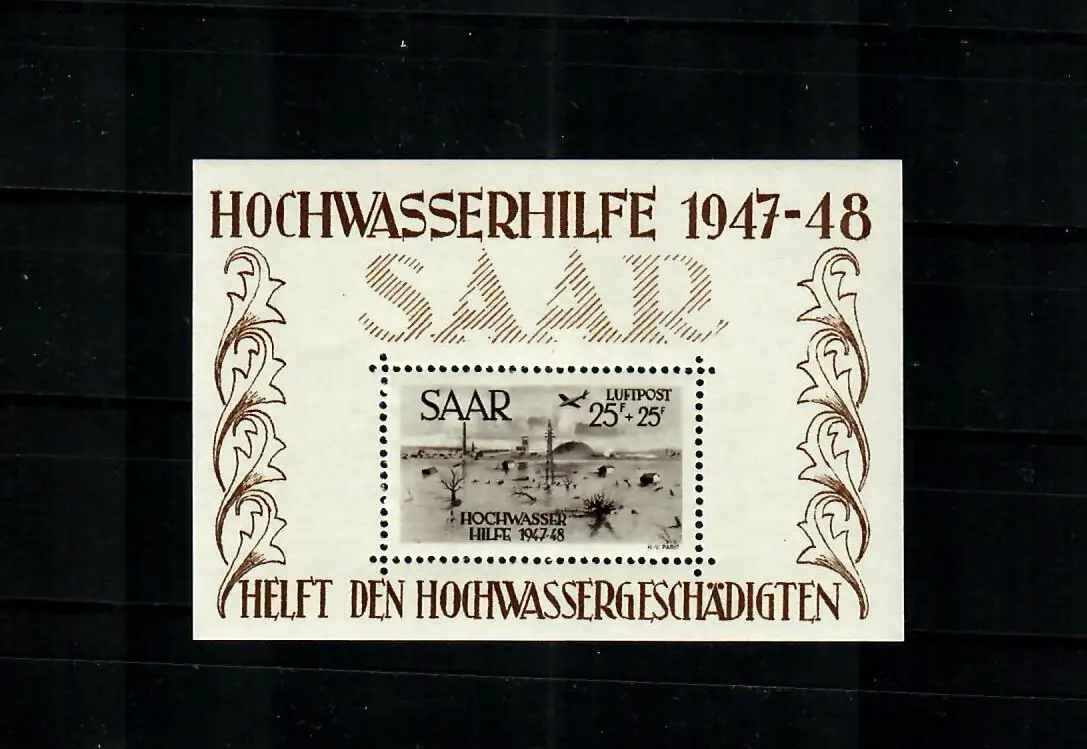 HOCHWASSERHILFE 1947-48
SAAR
SAAR
LUFTPOST
25F + 25F
HOCHWASSER
HILFE 1947-48
H.-V. PARIS
HELFT DEN HOCHWASSERGESCHÄDIGTEN